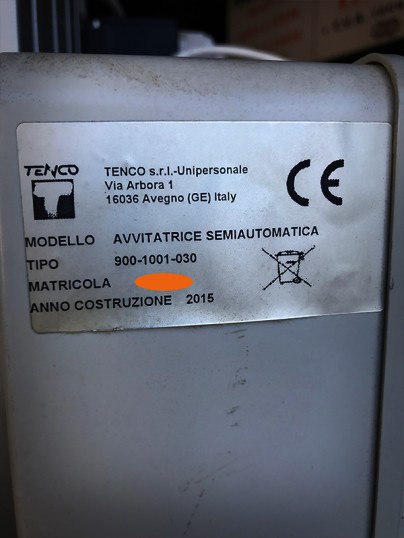 TENCO
TENCO s.r.l.-Unipersonale
Via Arbora 1
16036 Avegno (GE) Italy
CE
MODELLO AVVITATRICE SEMIAUTOMATICA
TIPO 900-1001-030
MATRICOLA
ANNO COSTRUZIONE 2015